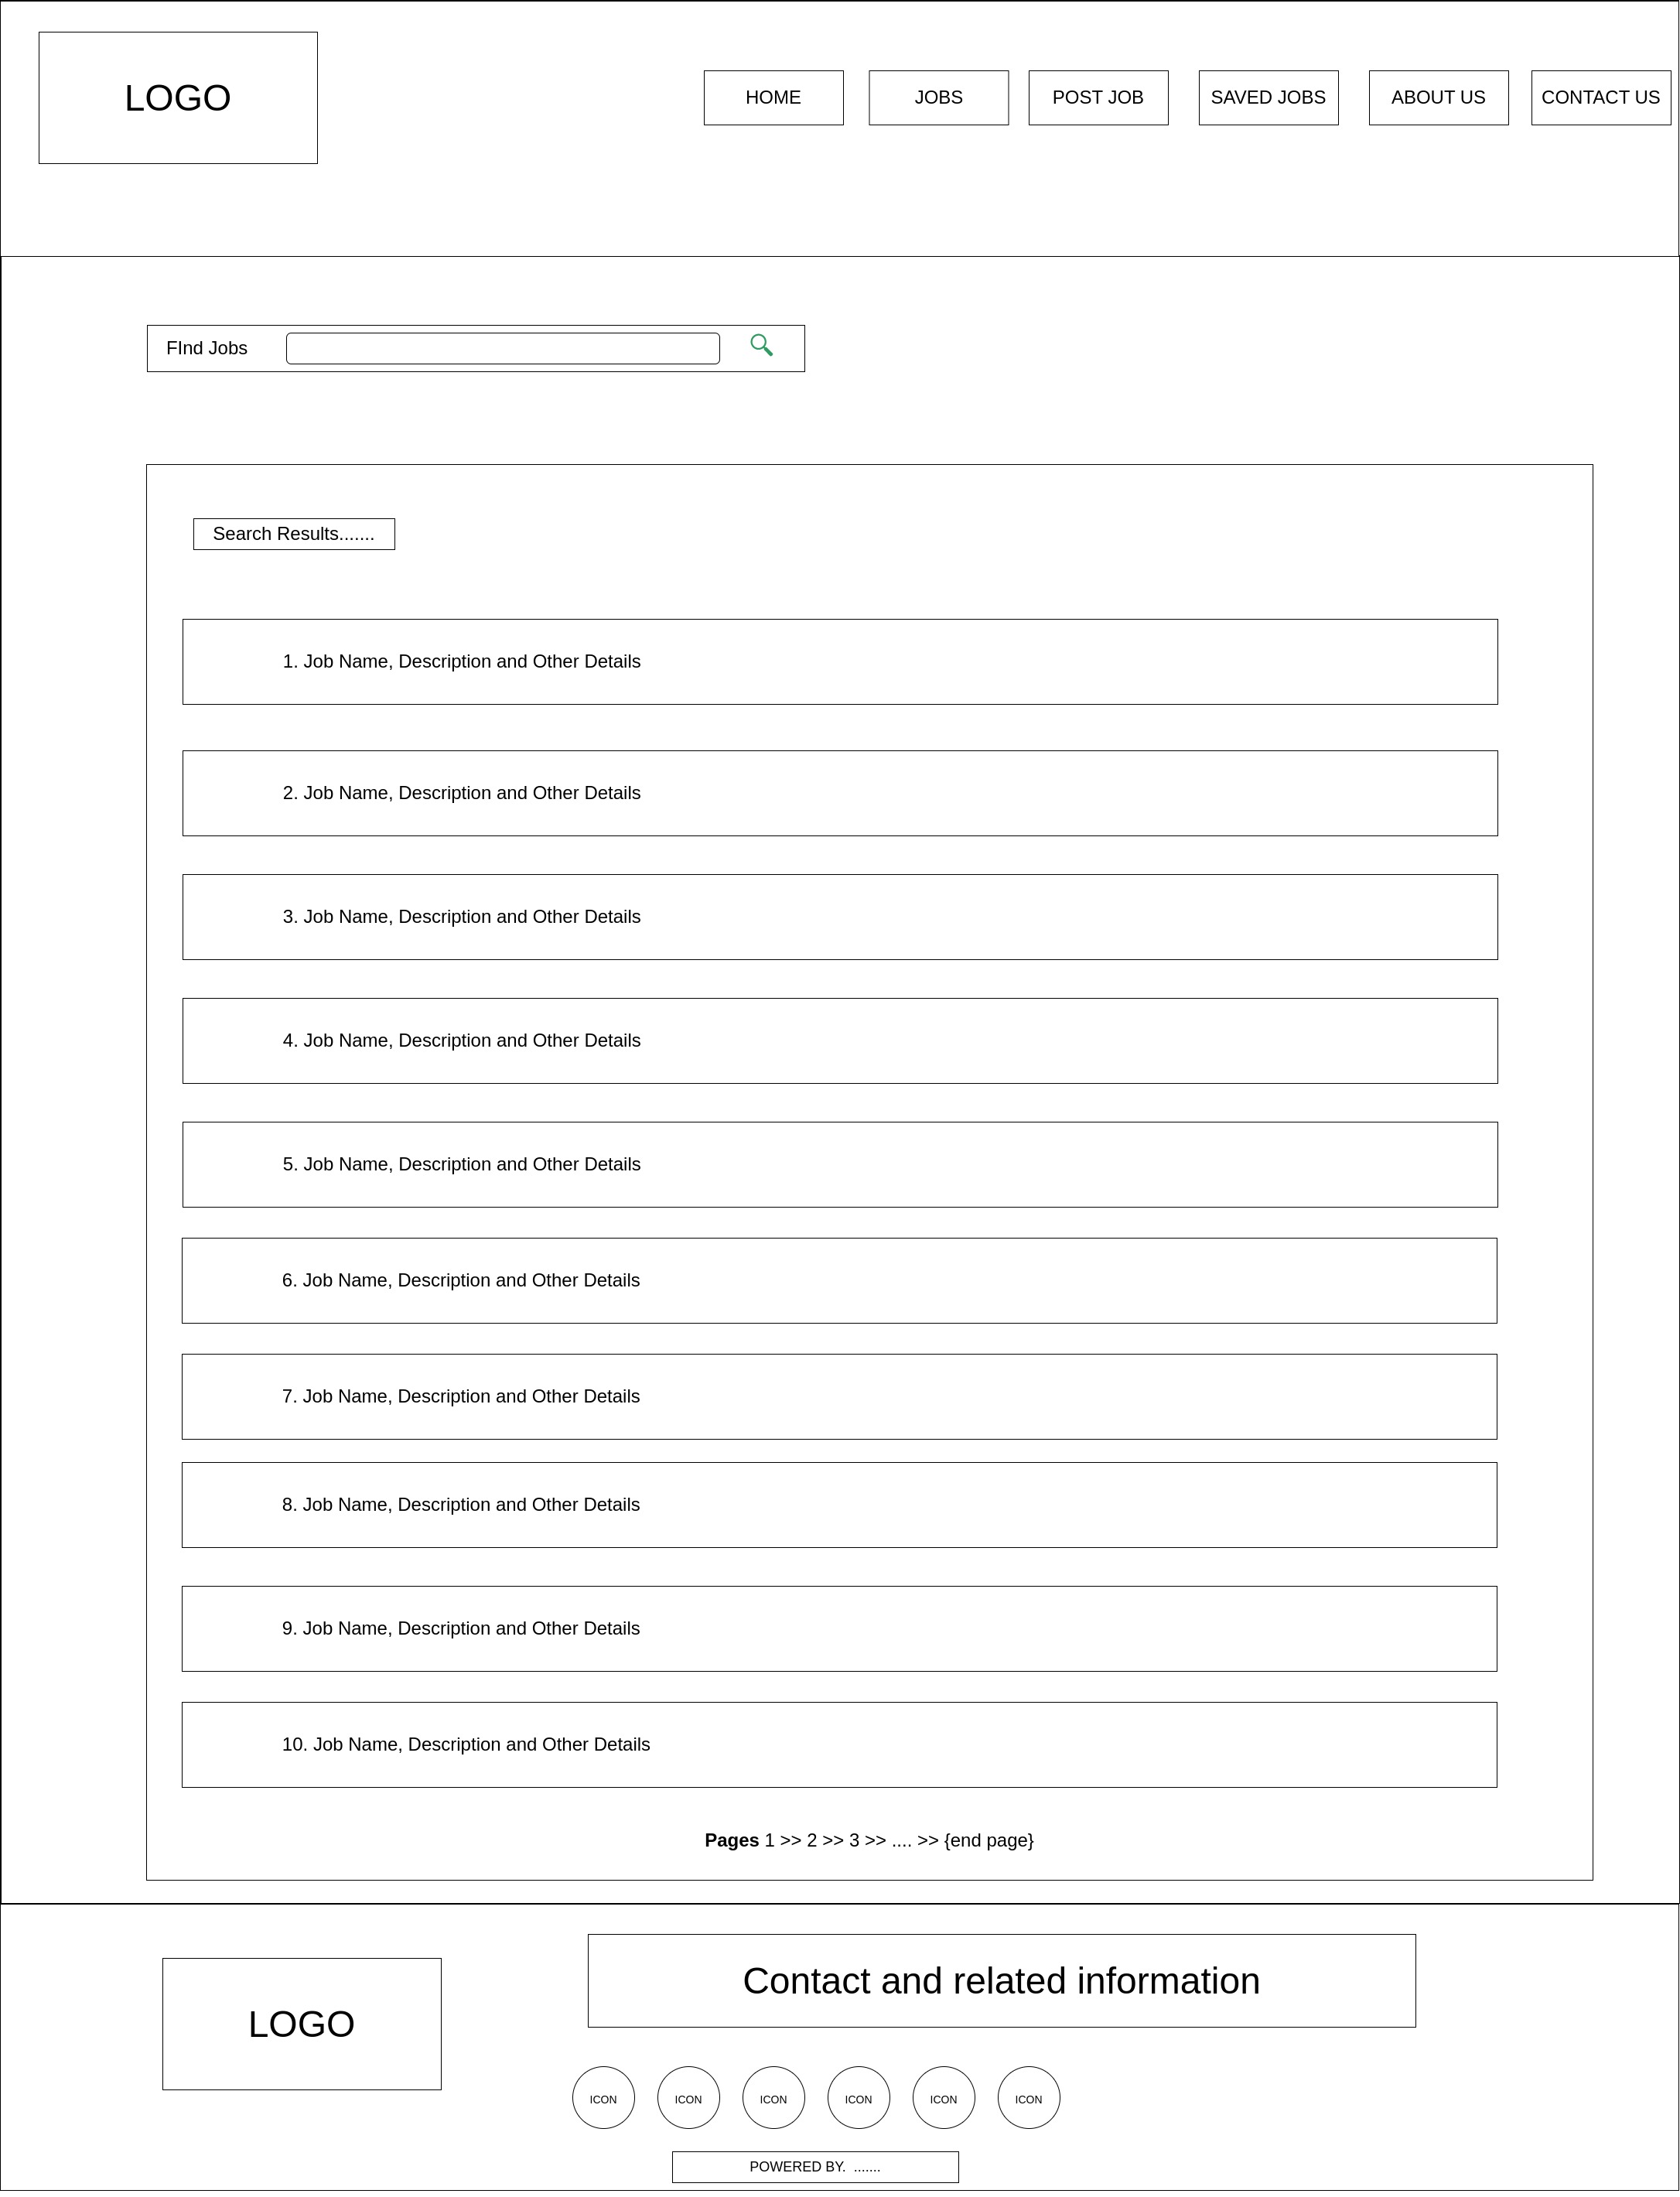 LOGO
HOME
JOBS
POST JOB
SAVED JOBS
ABOUT US
CONTACT US
FInd Jobs
Search Results.......
1. Job Name, Description and Other Details
2. Job Name, Description and Other Details
3. Job Name, Description and Other Details
4. Job Name, Description and Other Details
5. Job Name, Description and Other Details
6. Job Name, Description and Other Details
7. Job Name, Description and Other Details
8. Job Name, Description and Other Details
9. Job Name, Description and Other Details
10. Job Name, Description and Other Details
Pages 1 >> 2 >> 3 >> .... >> {end page}
LOGO
Contact and related information
ICON
ICON
ICON
ICON
ICON
ICON
POWERED BY.  .......